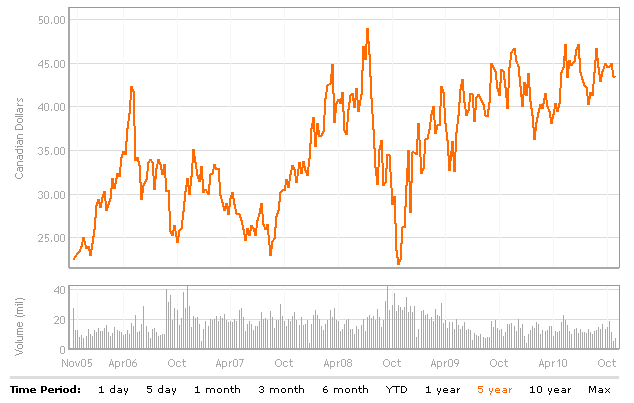 50.00
45.00
40.00
35.00
30.00
25.00
Canadian Dollars
40
20
0
Volume (mil)
Nov05 Apr06 Oct Apr07 Oct Apr08 Oct Apr09 Oct Apr10 Oct
Time Period: 1 day 5 day 1 month 3 month 6 month YTD 1 year 5 year 10 year Max